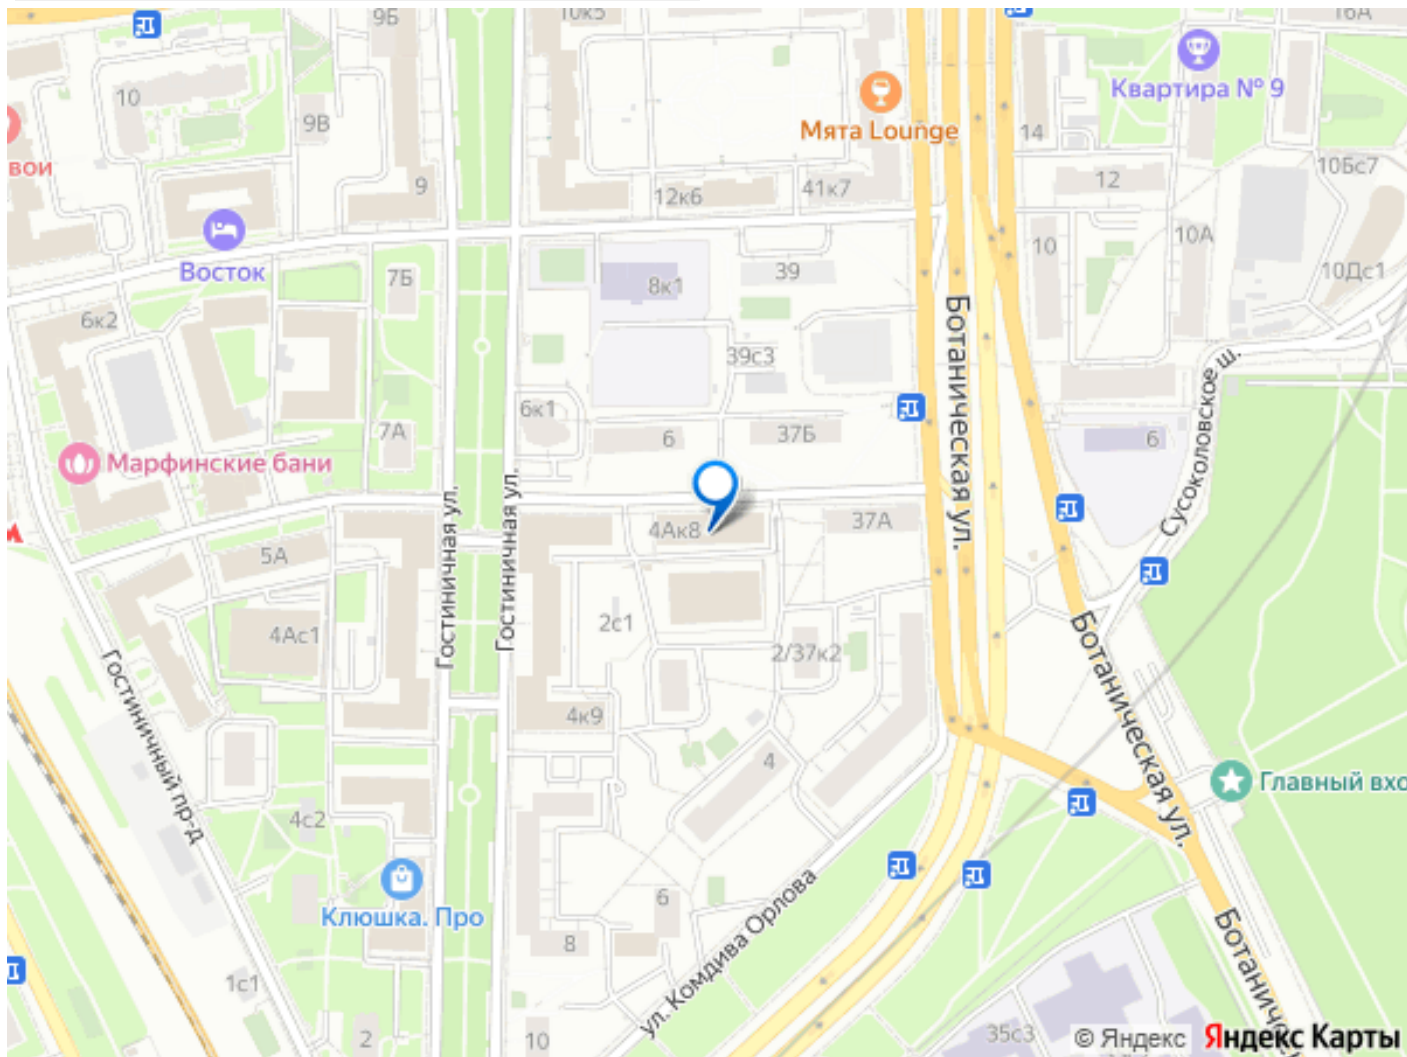 9Б
10к5
16А
Квартира № 9
10
9В
Мята Lounge
14
вои
10Бс7
9
12к6
41к7
12
Восток
10
10А
7Б
8к1
39
10Дс1
6к2
Ботаническая ул.
39с3
Сусоколовское ш.
6к1
7А
6
37Б
6
Марфинские бани
Гостиничная ул.
Гостиничная ул.
4Ак8
37А
5А
2с1
4Ас1
2/37к2
Ботаническая ул.
Гостиничный пр-д
4к9
4
Главный вхо
4с2
Клюшка. Про
6
ул. Комдива Орлова
8
Ботаничес
1с1
2
10
35с3
© Яндекс Яндекс Карты